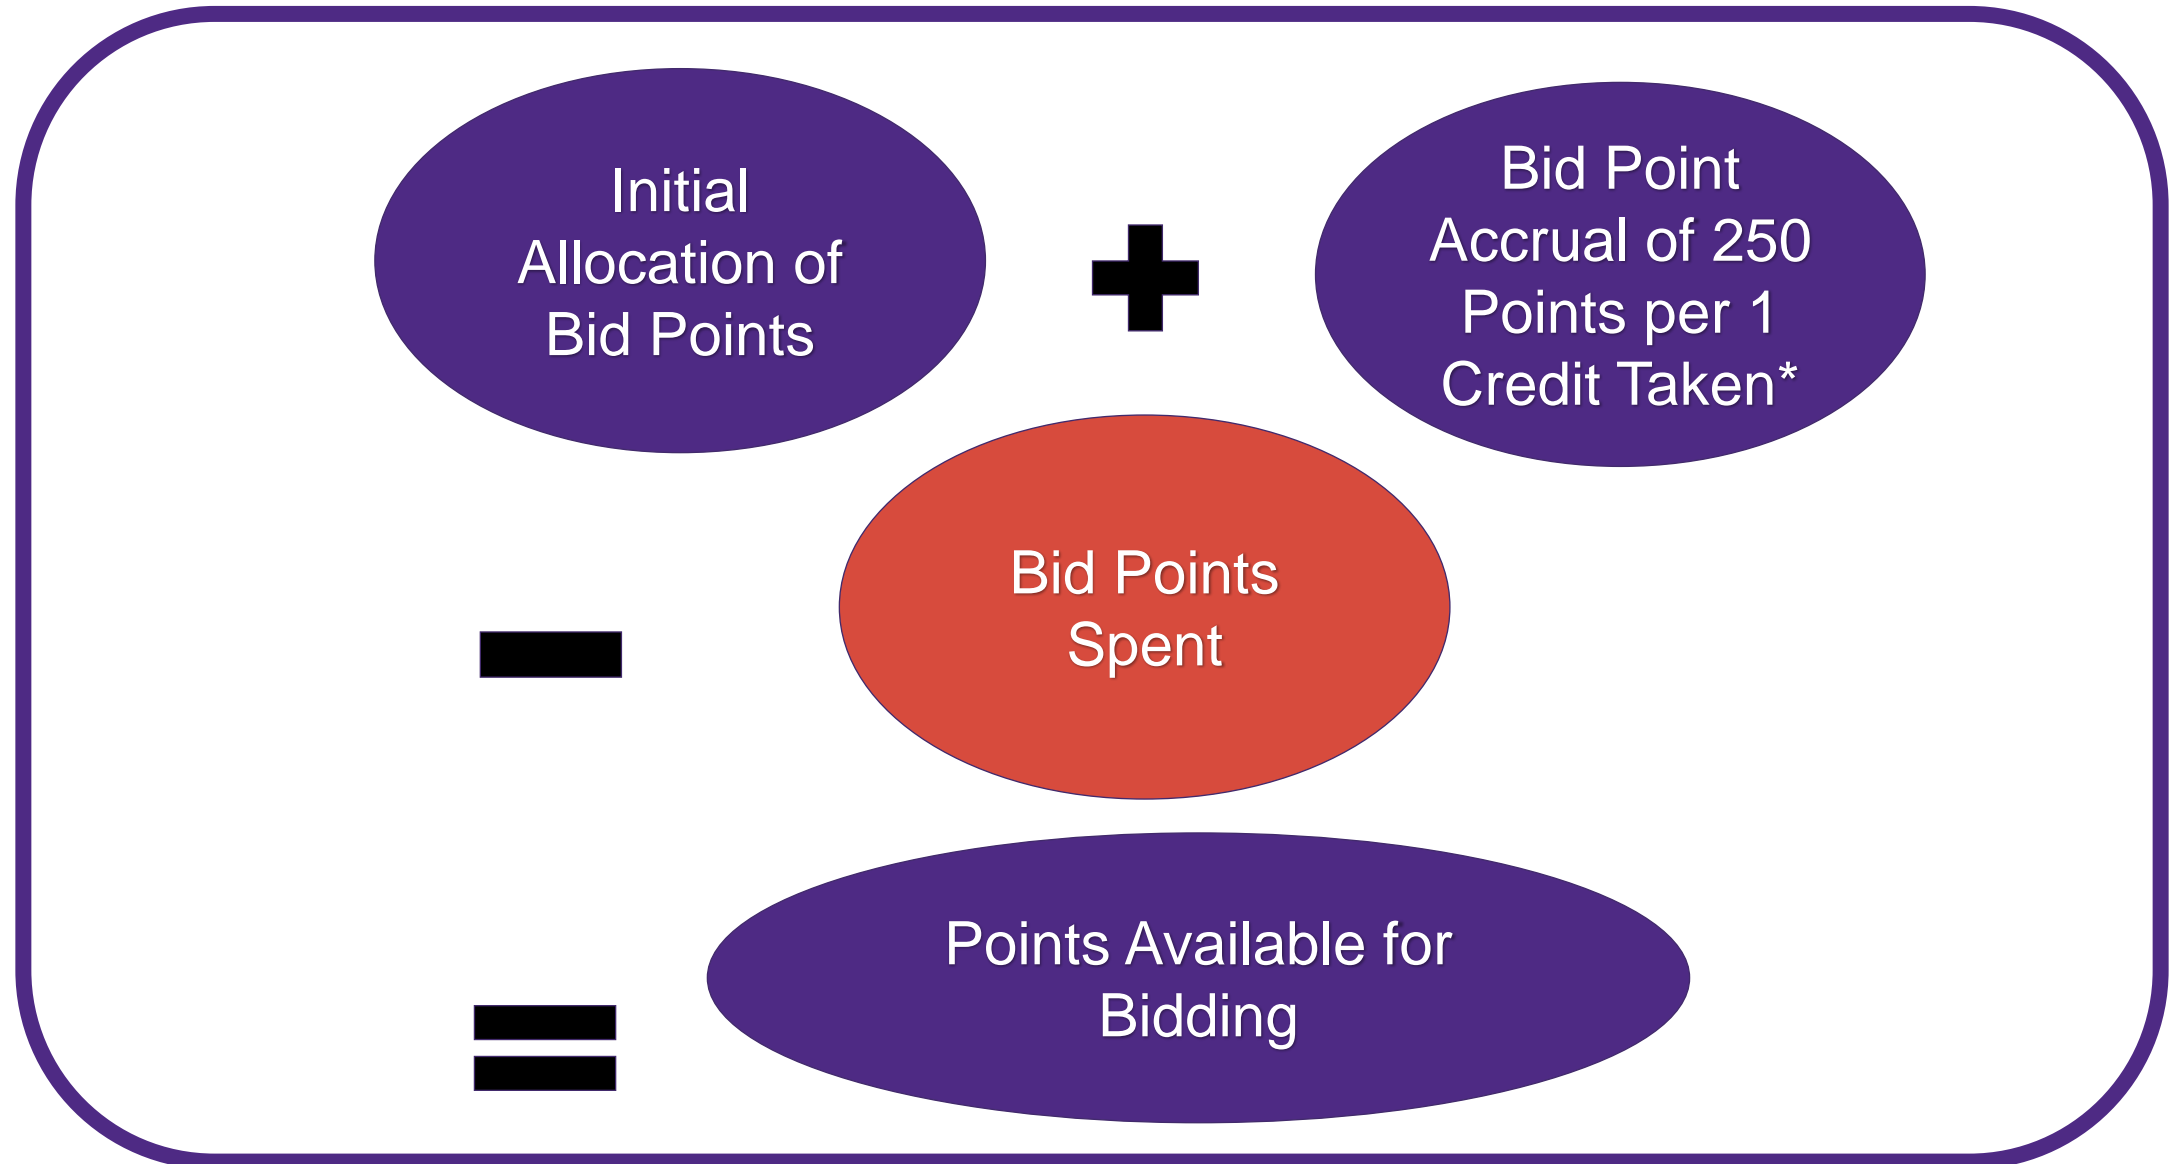 Initial
Allocation of
Bid Points
Bid Point
Accrual of 250
Points per 1
Credit Taken*
Bid Points
Spent
Points Available for
Bidding